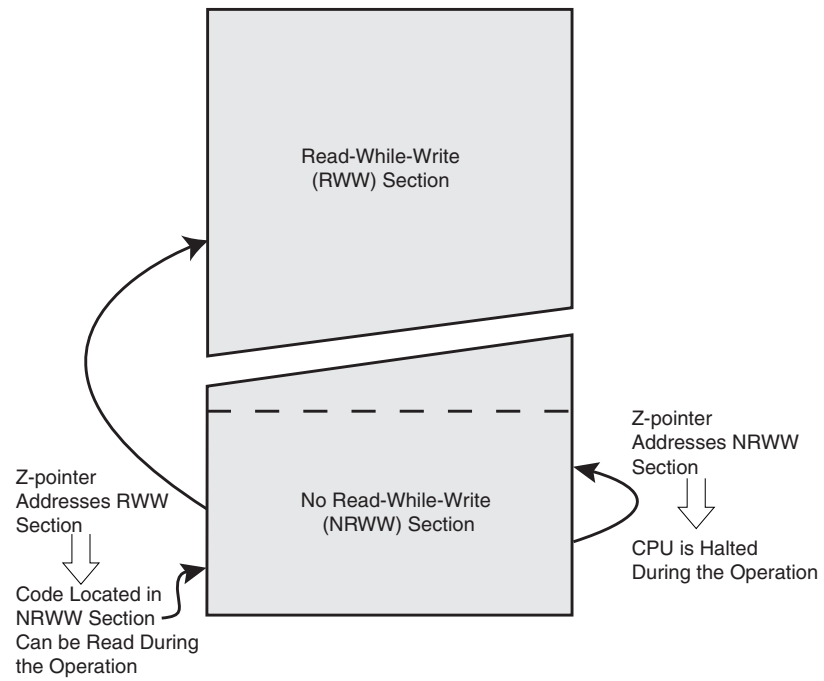 Read-While-Write
(RWW) Section
Z-pointer
Addresses NRWW
Section
Z-pointer
Addresses RWW
Section
No Read-While-Write
(NRWW) Section
CPU is Halted
During the Operation
Code Located in
NRWW Section
Can be Read During
the Operation